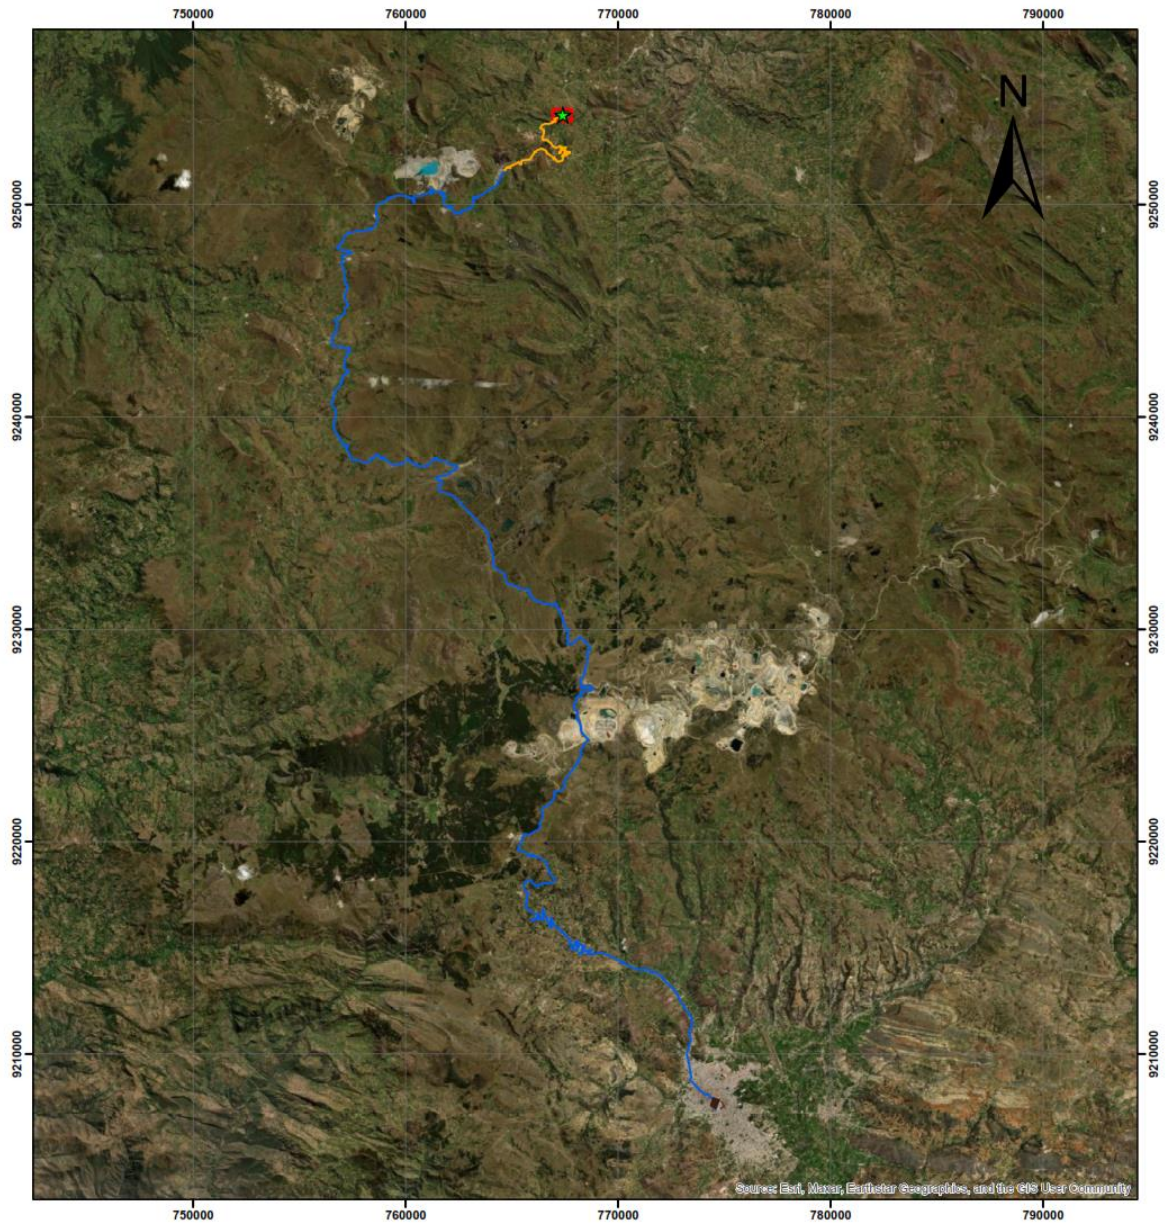 750000 760000 770000 780000 790000
N
9250000 9250000
9240000 9240000
9230000 9230000
9220000 9220000
9210000 9210000
Source: Esri, Maxar, Earthstar Geographics, and the GIS User Community
750000 760000 770000 780000 790000